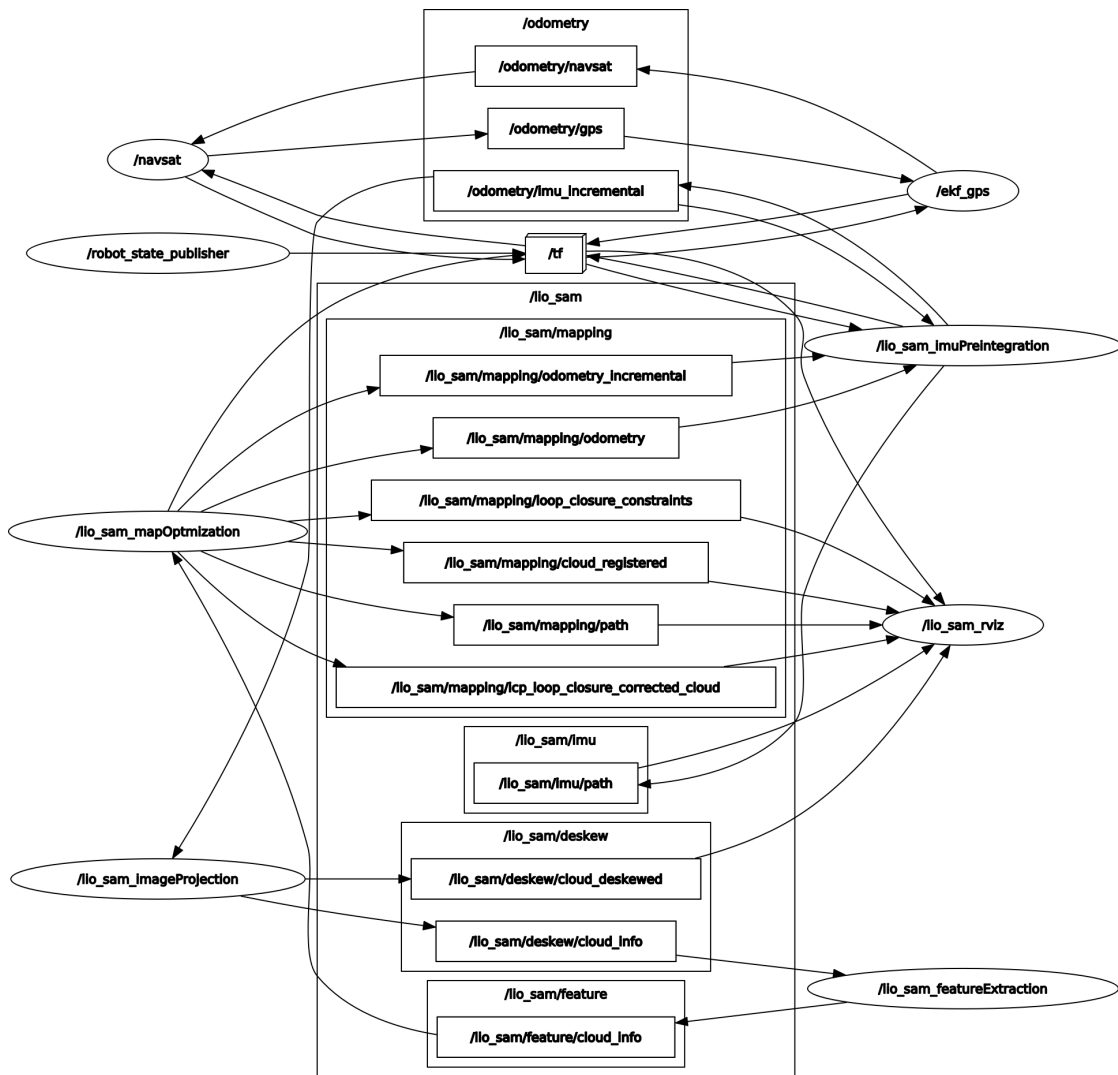 /odometry
/odometry/navsat
/odometry/gps
/navsat
/odometry/imu_incremental
/ekf_gps
/robot_state_publisher
/tf
/lio_sam
/lio_sam/mapping
/lio_sam_imuPreintegration
/lio_sam/mapping/odometry_incremental
/lio_sam/mapping/odometry
/lio_sam/mapping/loop_closure_constraints
/lio_sam_mapOptmization
/lio_sam/mapping/cloud_registered
/lio_sam/mapping/path
/lio_sam_rviz
/lio_sam/mapping/icp_loop_closure_corrected_cloud
/lio_sam/imu
/lio_sam/imu/path
/lio_sam/deskew
/lio_sam_imageProjection
/lio_sam/deskew/cloud_deskewed
/lio_sam/deskew/cloud_info
/lio_sam_featureExtraction
/lio_sam/feature
/lio_sam/feature/cloud_info